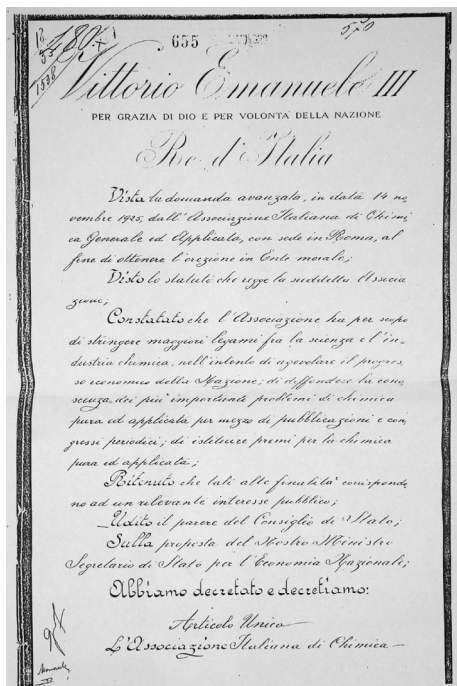 655
570
1526
Vittorio Emanuele III
PER GRAZIA DI DIO E PER VOLONTA' DELLA NAZIONE
Re d'Italia
Vista la domanda avanzata, in data 14 no
vembre 1925, dall'Associazione Italiana di Chimi
ca Generale ed Applicata, con sede in Roma, al
fine di ottenere l'erezione in Ente morale;
Visto lo statuto che regge la suddetta Associa
zione;
Constatato che l'Associazione ha per scopo
di stringere maggiori legami fra la scienza e l'in-
dustria chimica, nell'intento di agevolare il progres
so economico della Nazione; di diffondere la cono
scenza dei più importanti problemi di chimica
pura ed applicata per mezzo di pubblicazioni e con
gressi periodici; di istituire premi per la chimica
pura ed applicata;
Ritenuto che tali alte finalità corrispondo
no ad un rilevante interesse pubblico;
Udito il parere del Consiglio di Stato;
Sulla proposta del Nostro Ministro
Segretario di Stato per l'Economia Nazionale;
Abbiamo decretato e decretiamo:
Articolo Unico
L'Associazione Italiana di Chimica